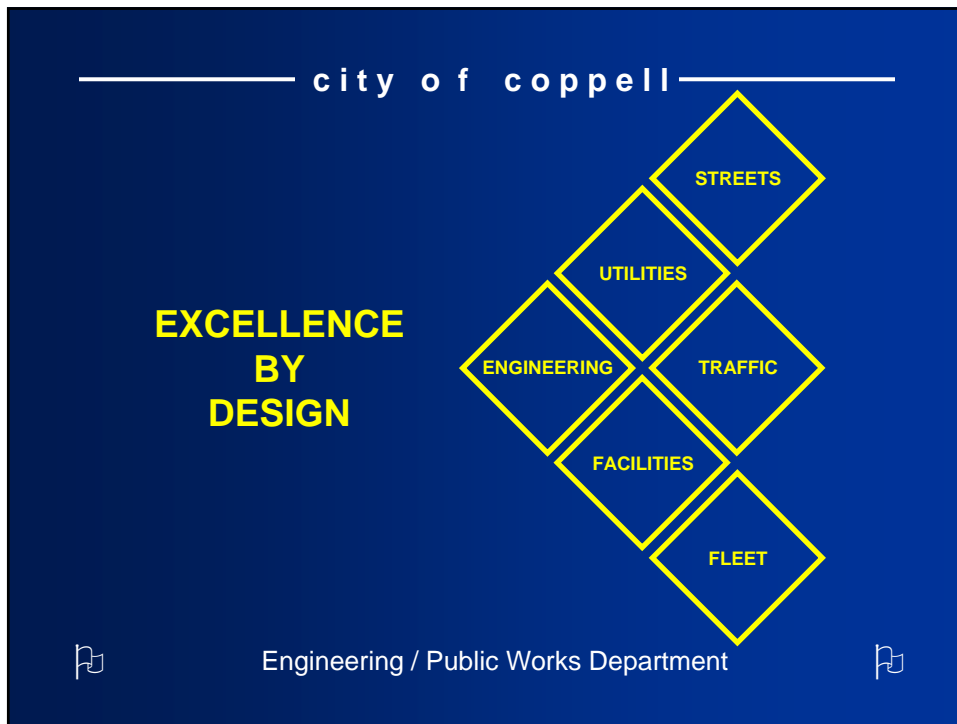 city of coppell
STREETS
UTILITIES
EXCELLENCE
BY
DESIGN
ENGINEERING
TRAFFIC
FACILITIES
FLEET
Engineering / Public Works Department